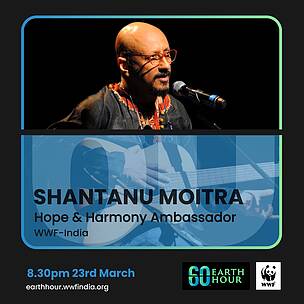 SHANTANU MOITRA
Hope & Harmony Ambassador
WWF-India
8.30pm 23rd March
earthhour.wwfindia.org
60 EARTH
HOUR
WWF